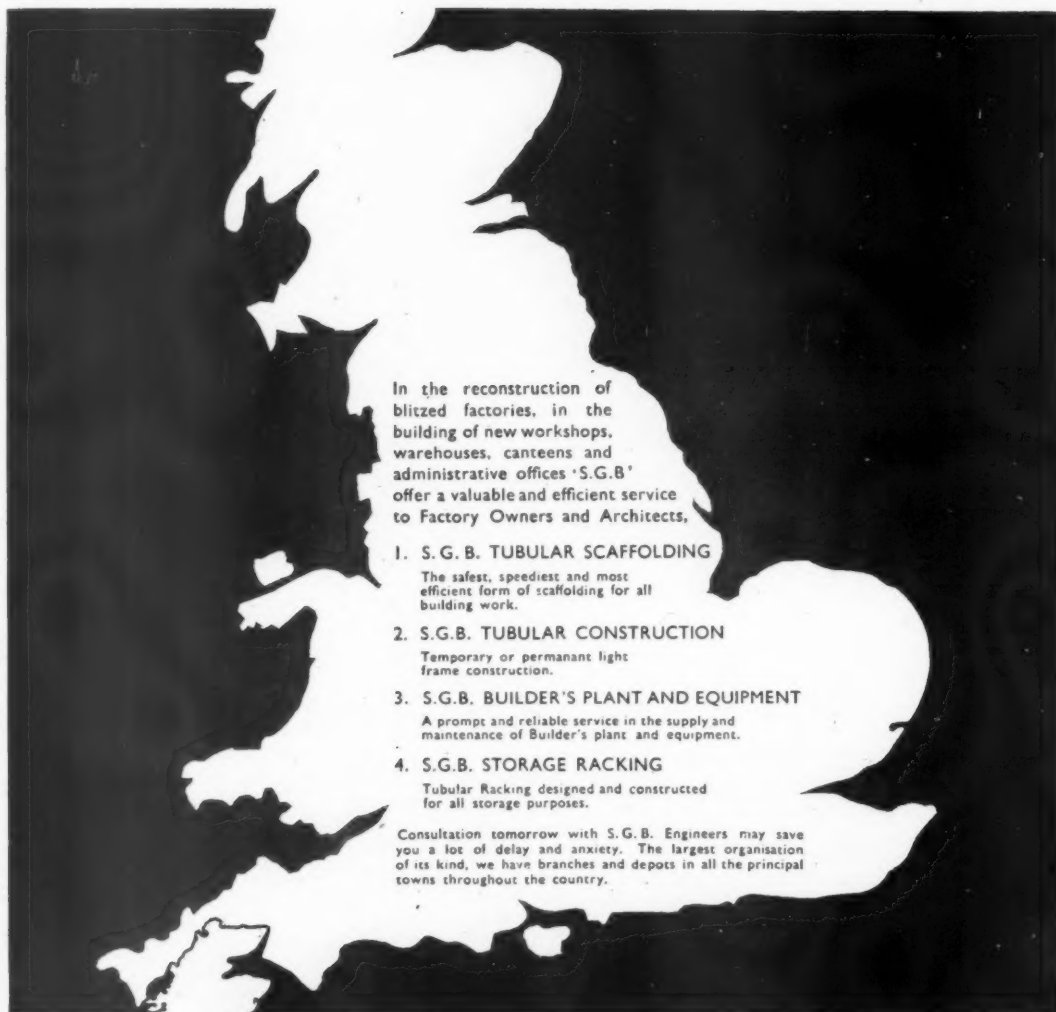 In the reconstruction of
blitzed factories, in the
building of new workshops,
warehouses, canteens and
administrative offices 'S.G.B'
offer a valuable and efficient service
to Factory Owners and Architects,
1. S. G. B. TUBULAR SCAFFOLDING
The safest, speediest and most
efficient form of scaffolding for all
building work.
2. S.G.B. TUBULAR CONSTRUCTION
Temporary or permanant light
frame construction.
3. S.G.B. BUILDER'S PLANT AND EQUIPMENT
A prompt and reliable service in the supply and
maintenance of Builder's plant and equipment.
4. S.G.B. STORAGE RACKING
Tubular Racking designed and constructed
for all storage purposes.
Consultation tomorrow with S.G.B. Engineers may save
you a lot of delay and anxiety. The largest organisation
of its kind, we have branches and depots in all the principal
towns throughout the country.